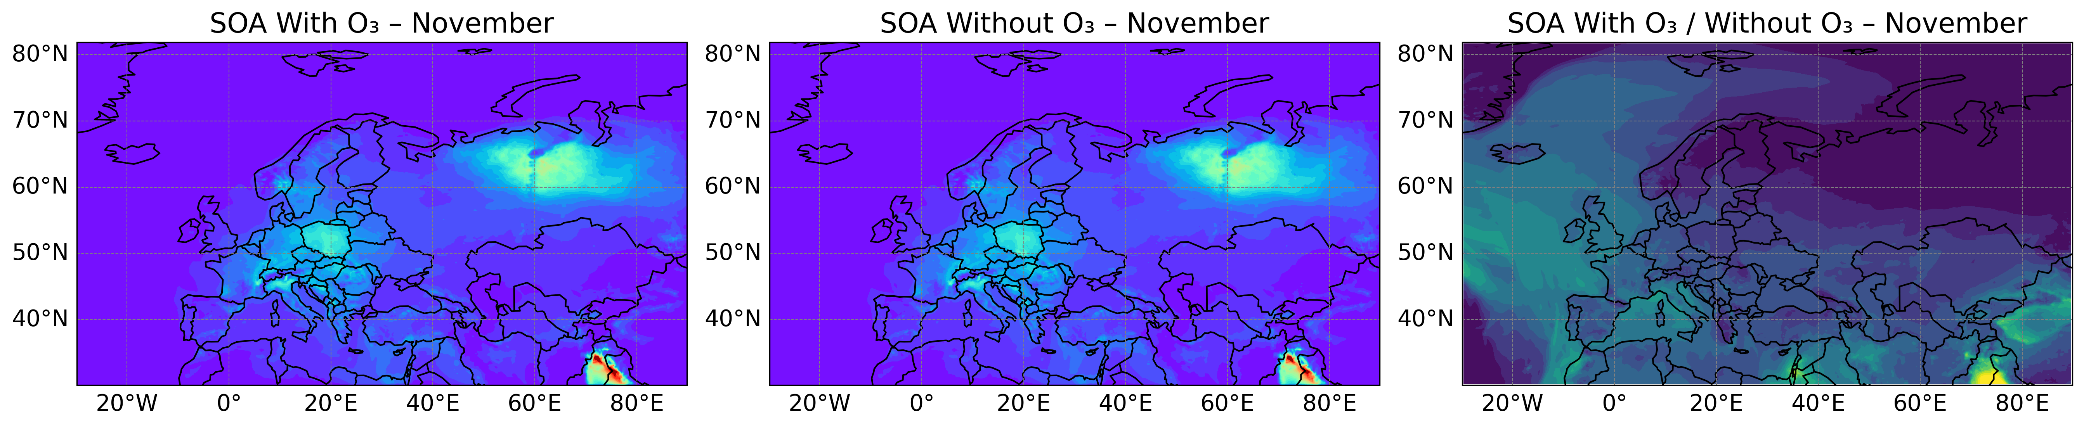 SOA With O₃ – November
80°N
70°N
60°N
50°N
40°N
20°W 0° 20°E 40°E 60°E 80°E
SOA Without O₃ – November
80°N
70°N
60°N
50°N
40°N
20°W 0° 20°E 40°E 60°E 80°E
SOA With O₃ / Without O₃ – November
80°N
70°N
60°N
50°N
40°N
20°W 0° 20°E 40°E 60°E 80°E